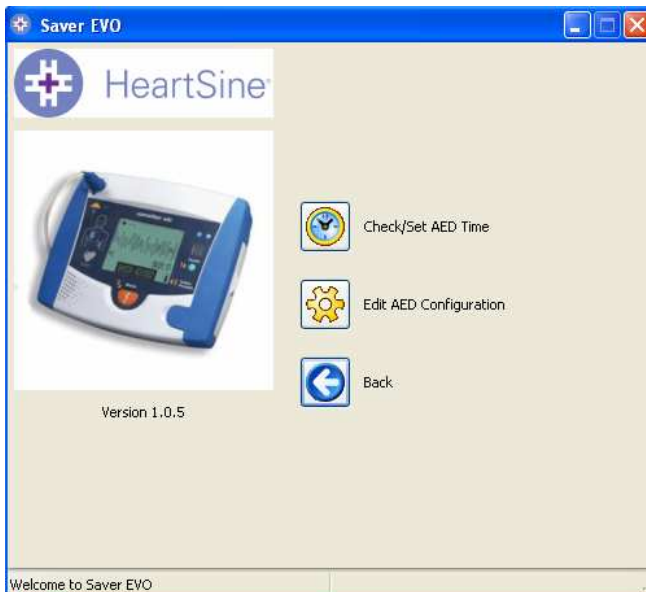 Saver EVO
HeartSine®
Check/Set AED Time
Edit AED Configuration
Back
Version 1.0.5
Welcome to Saver EVO